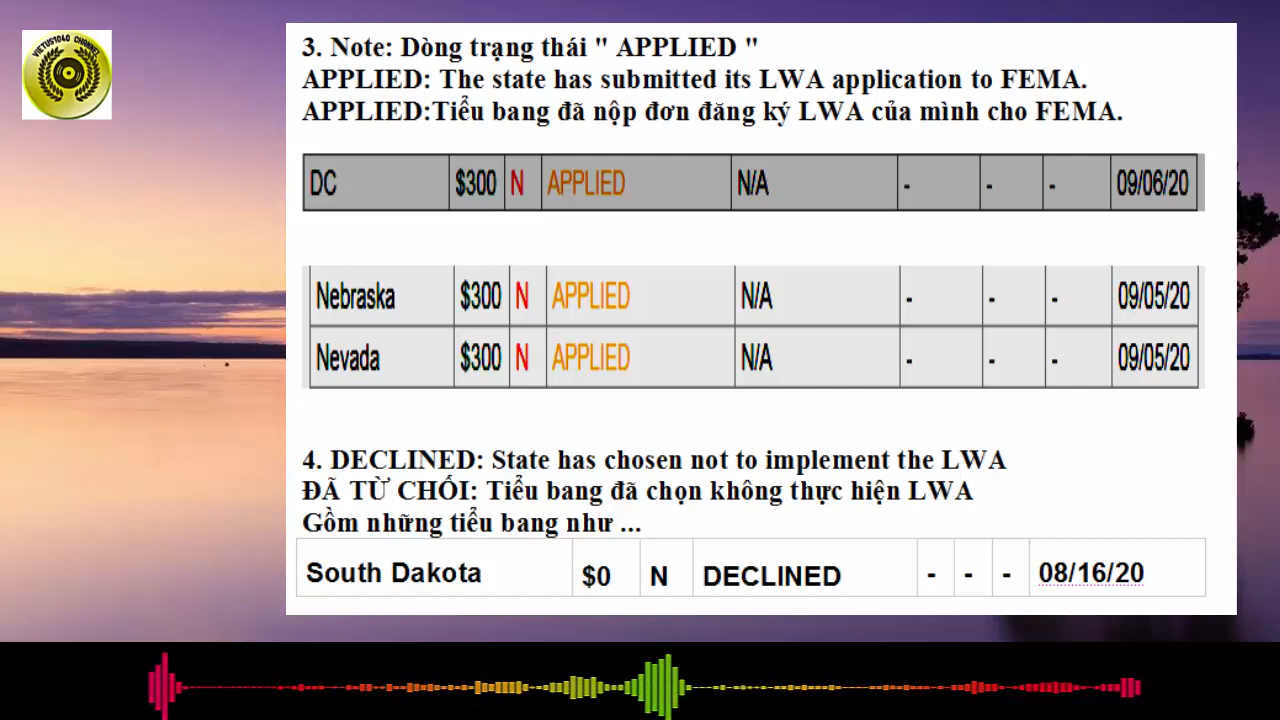 VIETUS1040 CHANNEL
3. Note: Dòng trạng thái " APPLIED "
APPLIED: The state has submitted its LWA application to FEMA.
APPLIED:Tiểu bang đã nộp đơn đăng ký LWA của mình cho FEMA.
DC $300 N APPLIED N/A - - - 09/06/20
Nebraska $300 N APPLIED N/A - - - 09/05/20
Nevada $300 N APPLIED N/A - - - 09/05/20
4. DECLINED: State has chosen not to implement the LWA
ĐÃ TỪ CHỐI: Tiểu bang đã chọn không thực hiện LWA
Gồm những tiểu bang như ...
South Dakota $0 N DECLINED - - - 08/16/20